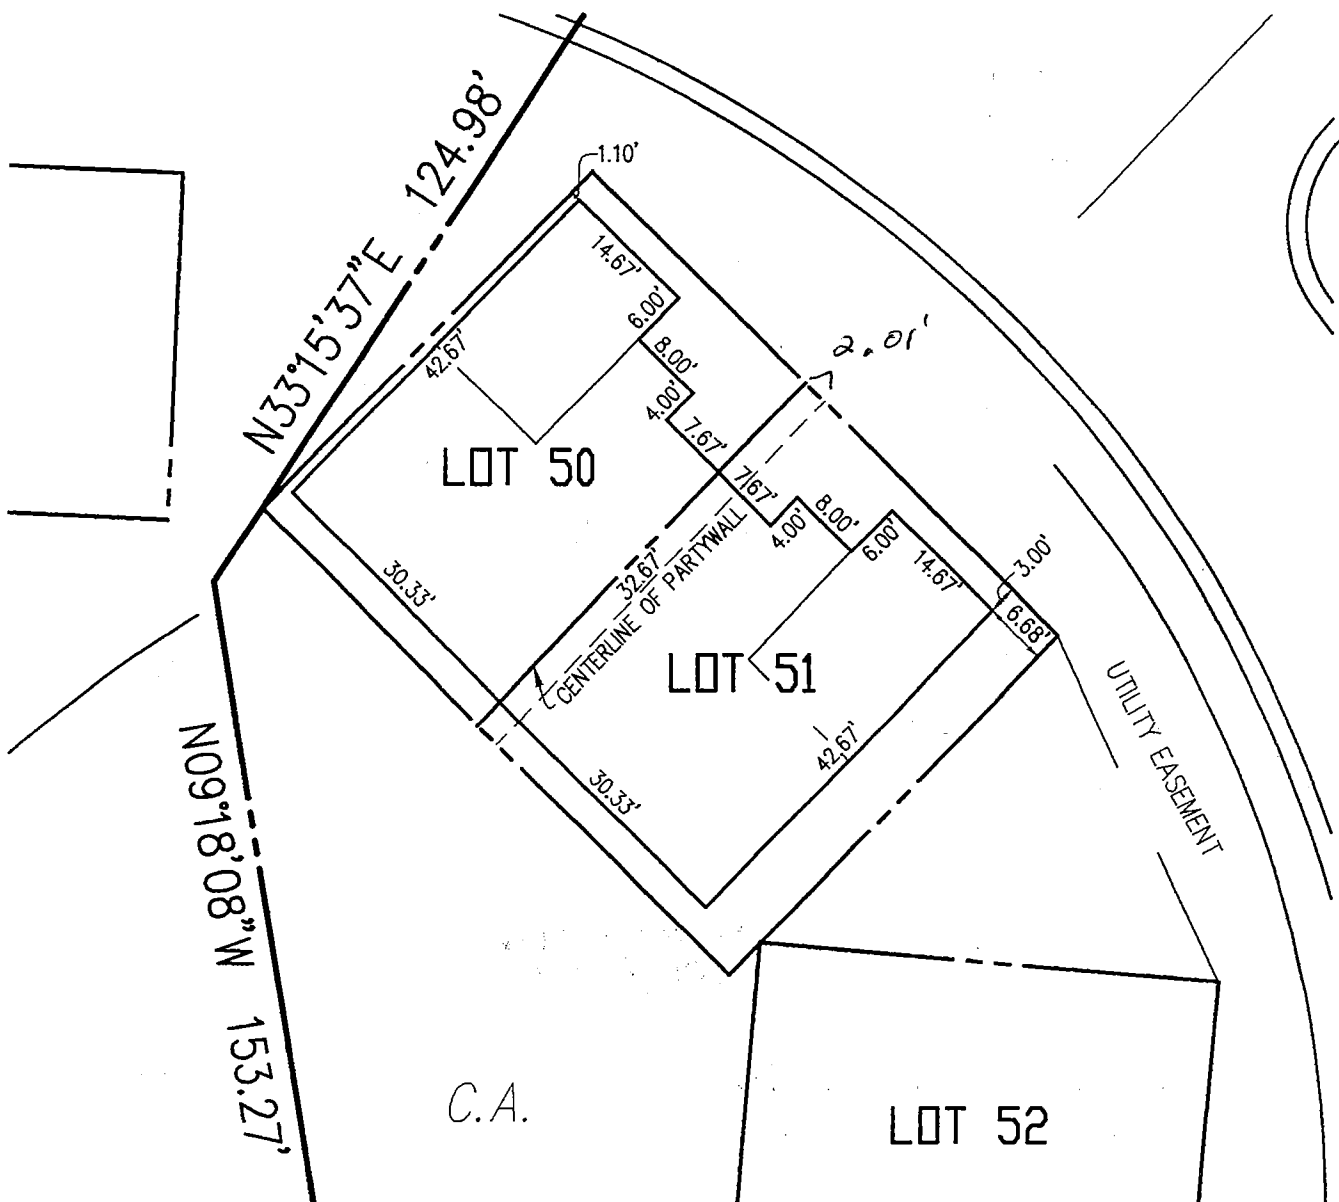 N33°15'37"E 124.98'
1.10'
14.67'
6.00'
42.67'
8.00'
4.00'
7.67'
2.01'
LOT 50
7.67'
4.00'
8.00'
6.00'
14.67'
3.00'
6.68'
30.33'
32.67'
CENTERLINE OF PARTYWALL
LOT 51
42.67'
30.33'
UTILITY EASEMENT
N09°18'08"W 153.27'
C.A.
LOT 52